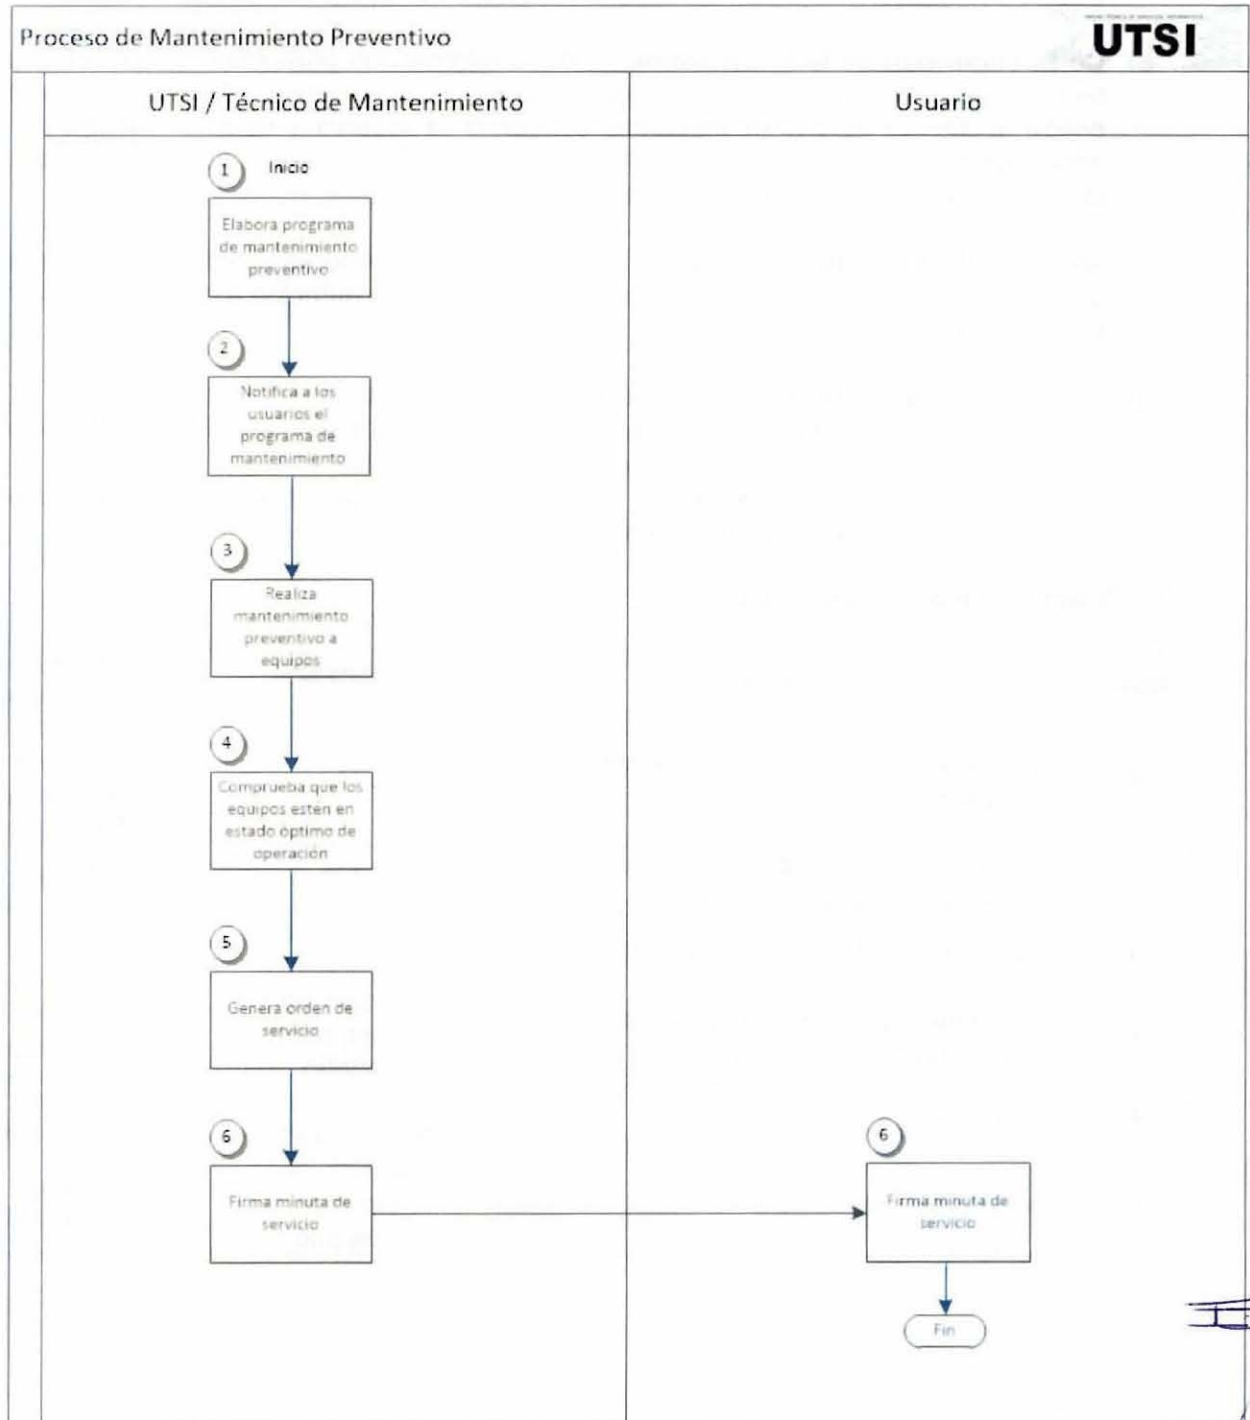 Proceso de Mantenimiento Preventivo
UTSI
UTSI / Técnico de Mantenimiento
Usuario
1
Inicio
Elabora programa
de mantenimiento
preventivo
2
Notifica a los
usuarios el
programa de
mantenimiento
3
Realiza
mantenimiento
preventivo a
equipos
4
Comprueba que los
equipos estén en
estado óptimo de
operación
5
Genera orden de
servicio
6
Firma minuta de
servicio
6
Firma minuta de
servicio
Fin